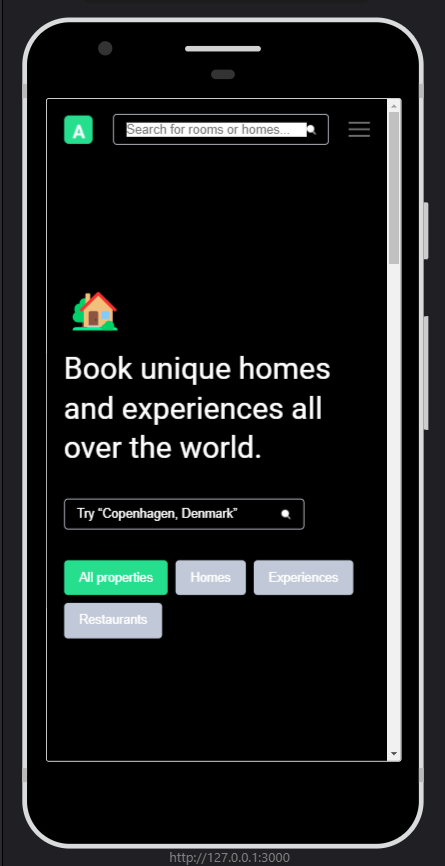 A
Search for rooms or homes...
Book unique homes
and experiences all
over the world.
Try “Copenhagen, Denmark”
All properties
Homes
Experiences
Restaurants
http://127.0.0.1:3000